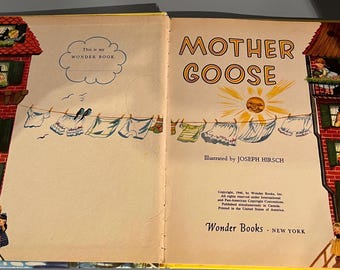 This is my
WONDER BOOK
MOTHER
GOOSE
Illustrated by JOSEPH HIRSCH
Copyright, 1946, by Wonder Books, Inc.
All rights reserved under International
and Pan-American Copyright Conventions.
Published simultaneously in Canada.
Printed in the United States of America.
Wonder Books • NEW YORK